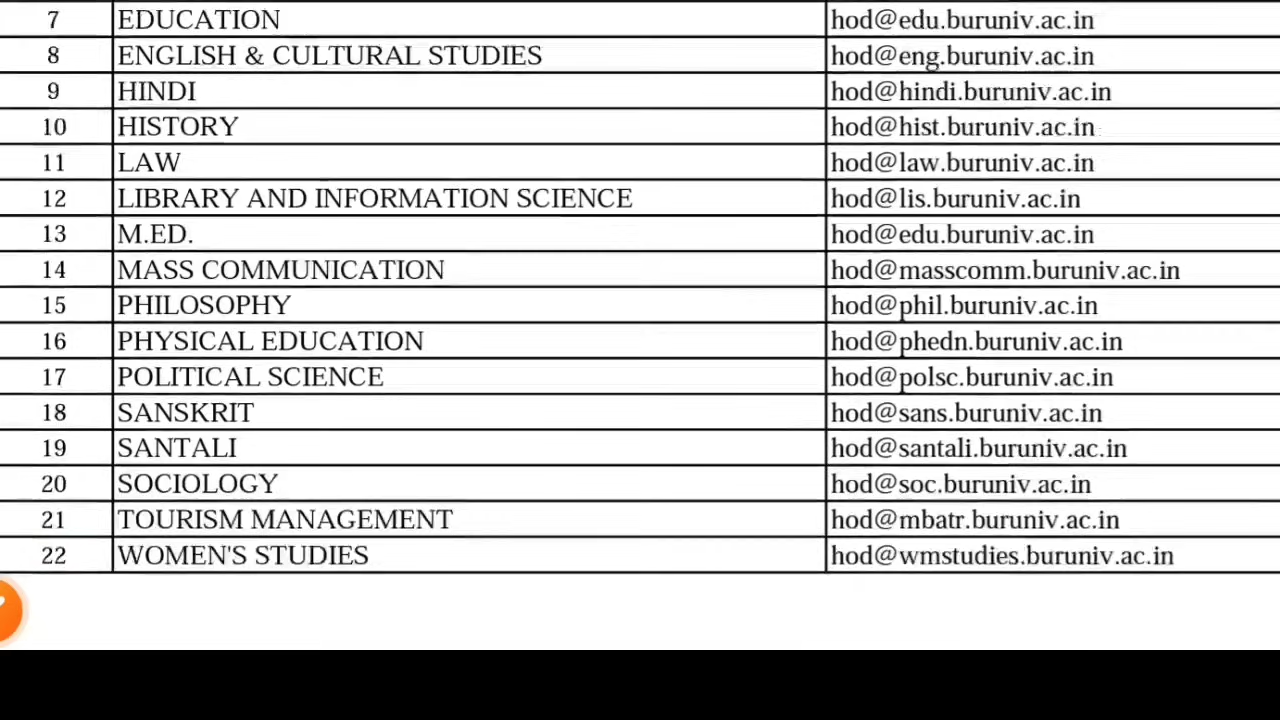 7 EDUCATION hod@edu.buruniv.ac.in
8 ENGLISH & CULTURAL STUDIES hod@eng.buruniv.ac.in
9 HINDI hod@hindi.buruniv.ac.in
10 HISTORY hod@hist.buruniv.ac.in
11 LAW hod@law.buruniv.ac.in
12 LIBRARY AND INFORMATION SCIENCE hod@lis.buruniv.ac.in
13 M.ED. hod@edu.buruniv.ac.in
14 MASS COMMUNICATION hod@masscomm.buruniv.ac.in
15 PHILOSOPHY hod@phil.buruniv.ac.in
16 PHYSICAL EDUCATION hod@phedn.buruniv.ac.in
17 POLITICAL SCIENCE hod@polsc.buruniv.ac.in
18 SANSKRIT hod@sans.buruniv.ac.in
19 SANTALI hod@santali.buruniv.ac.in
20 SOCIOLOGY hod@soc.buruniv.ac.in
21 TOURISM MANAGEMENT hod@mbatr.buruniv.ac.in
22 WOMEN'S STUDIES hod@wmstudies.buruniv.ac.in